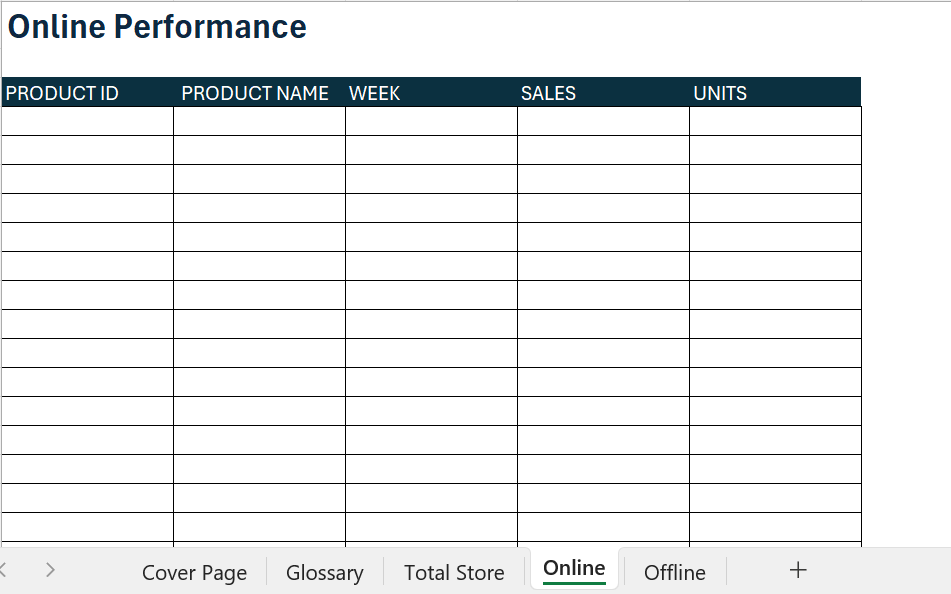 Online Performance
PRODUCT ID PRODUCT NAME WEEK SALES UNITS
Cover Page Glossary Total Store Online Offline